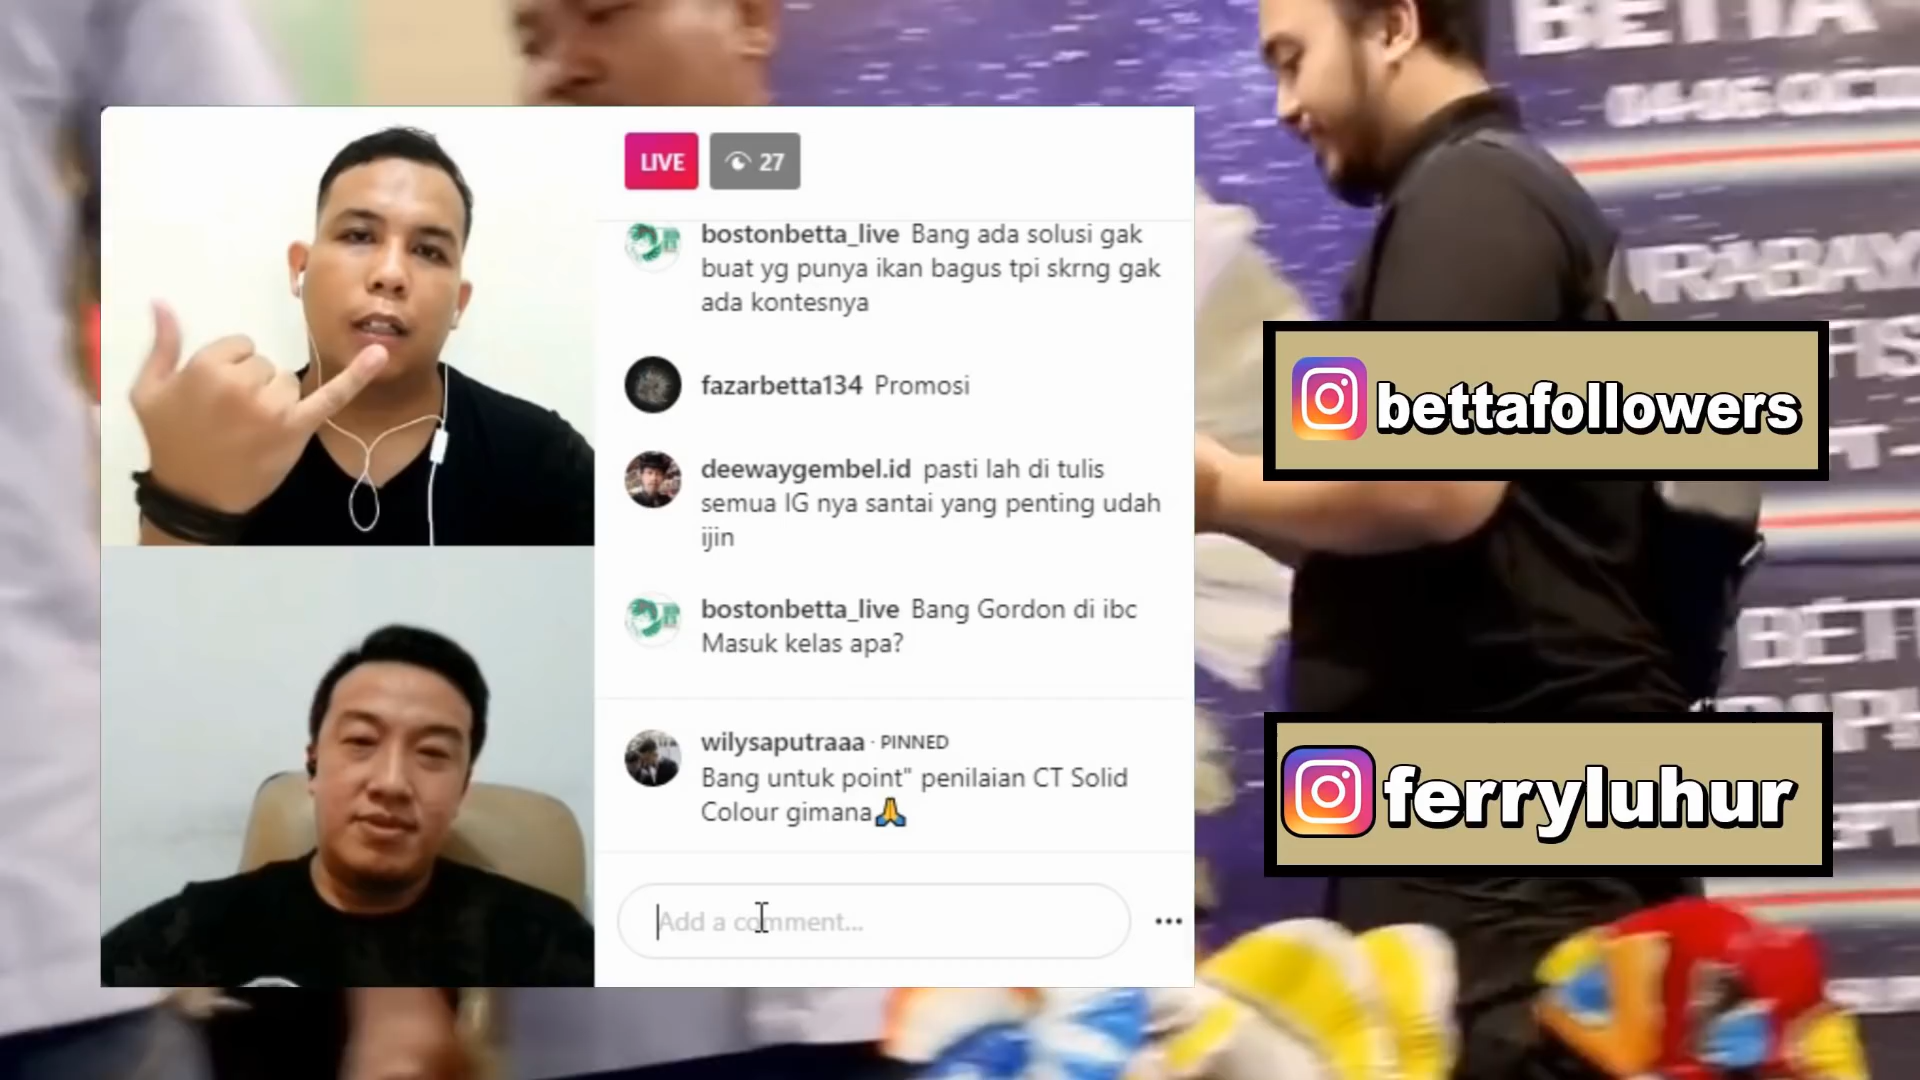 BETTA
LIVE
27
bostonbetta_live Bang ada solusi gak
buat yg punya ikan bagus tpi skrng gak
ada kontesnya
fazarbetta134 Promosi
deewaygembel.id pasti lah di tulis
semua IG nya santai yang penting udah
ijin
bostonbetta_live Bang Gordon di ibc
Masuk kelas apa?
wilysaputraaa · PINNED
Bang untuk point" penilaian CT Solid
Colour gimana🙏
Add a comment...
bettafollowers
ferryluhur